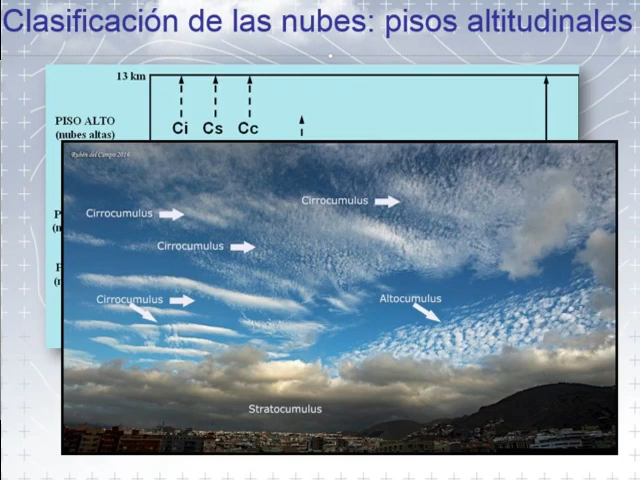 Clasificación de las nubes: pisos altitudinales
13 km
PISO ALTO
(nubes altas)
Ci Cs Cc
Rubén del Campo 2016
Cirrocumulus
Cirrocumulus
Cirrocumulus
Cirrocumulus
Altocumulus
Stratocumulus